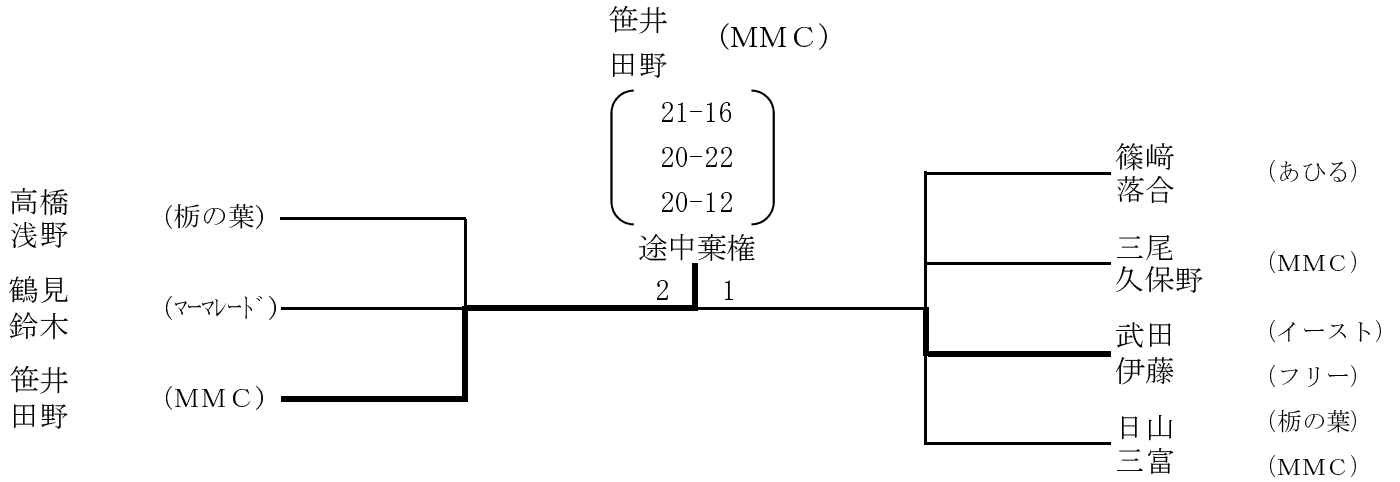 笹井
田野
(ＭＭＣ)
21-16
20-22
20-12
途中棄権
2
1
高橋
浅野
(栃の葉)
鶴見
鈴木
(ﾏｰﾏﾚｰﾄﾞ)
笹井
田野
(ＭＭＣ)
篠﨑
落合
(あひる)
三尾
久保野
(ＭＭＣ)
武田
(イースト)
伊藤
(フリー)
日山
(栃の葉)
三富
(ＭＭＣ)